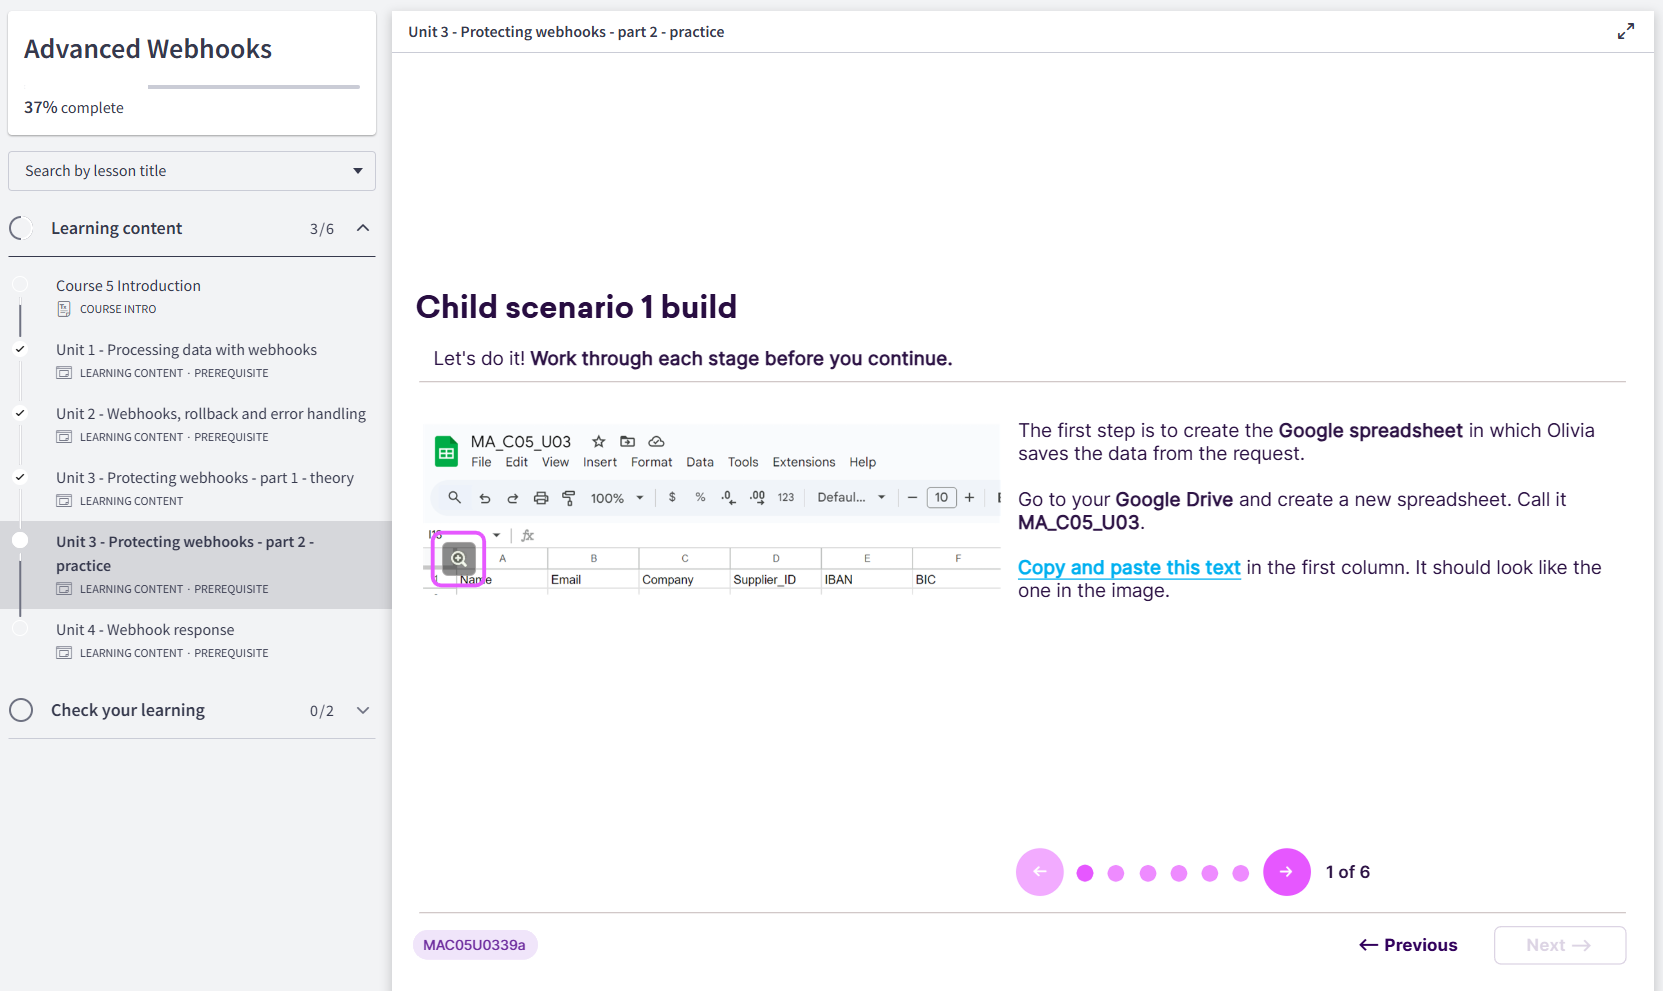 Advanced Webhooks
37% complete
Search by lesson title
Learning content 3/6
Course 5 Introduction
COURSE INTRO
Unit 1 - Processing data with webhooks
LEARNING CONTENT · PREREQUISITE
Unit 2 - Webhooks, rollback and error handling
LEARNING CONTENT · PREREQUISITE
Unit 3 - Protecting webhooks - part 1 - theory
LEARNING CONTENT
Unit 3 - Protecting webhooks - part 2 -
practice
LEARNING CONTENT · PREREQUISITE
Unit 4 - Webhook response
LEARNING CONTENT · PREREQUISITE
Check your learning 0/2
Unit 3 - Protecting webhooks - part 2 - practice
Child scenario 1 build
Let's do it! Work through each stage before you continue.
MA_C05_U03
File Edit View Insert Format Data Tools Extensions Help
100% $ % .0 .00 123 Defaul... 10
fx
A B C D E F
1 Name Email Company Supplier_ID IBAN BIC
The first step is to create the Google spreadsheet in which Olivia
saves the data from the request.
Go to your Google Drive and create a new spreadsheet. Call it
MA_C05_U03.
Copy and paste this text in the first column. It should look like the
one in the image.
1 of 6
MAC05U0339a
Previous
Next